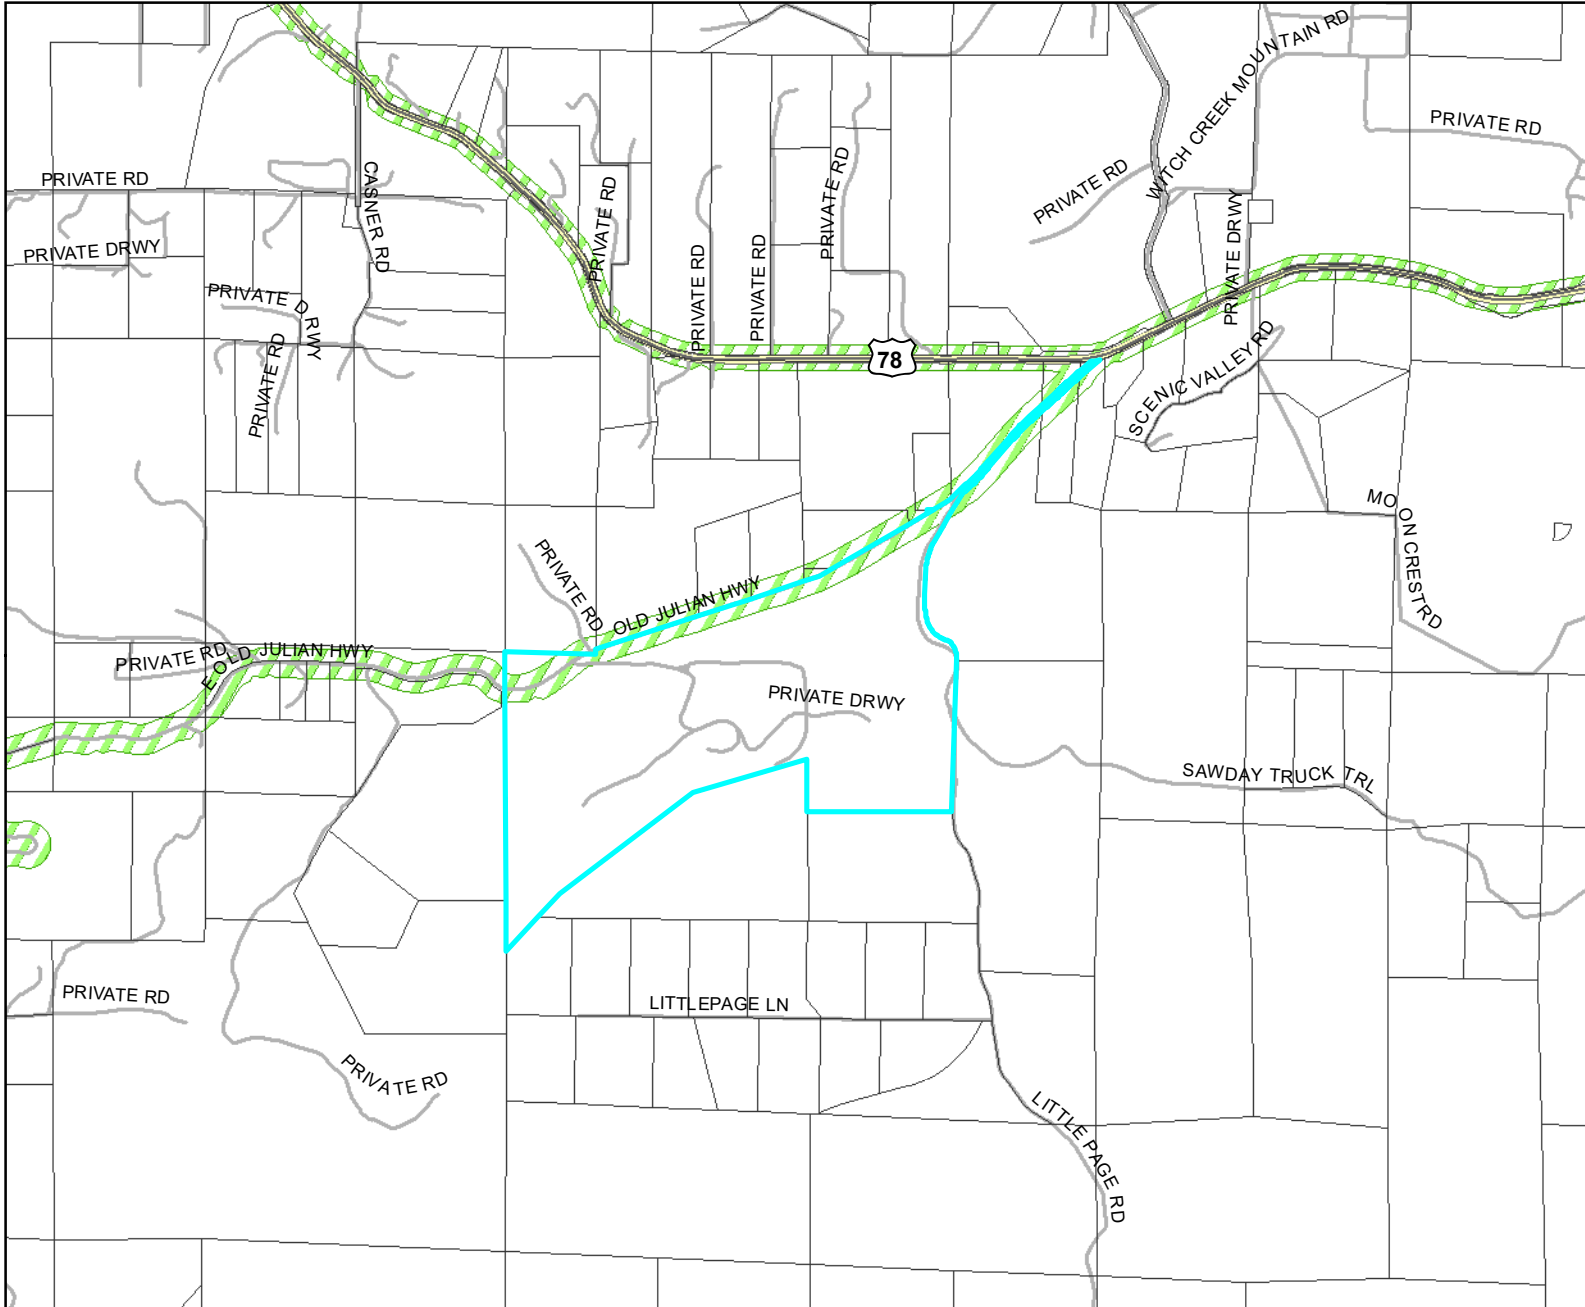 WITCH CREEK MOUNTAIN RD
PRIVATE RD
PRIVATE RD
CASNER RD
PRIVATE RD
PRIVATE RD
PRIVATE RD
PRIVATE DRWY
PRIVATE DRWY
PRIVATE RD
PRIVATE RD
PRIVATE DRWY
PRIVATE RD
78
SCENIC VALLEY RD
MOONCREST RD
PRIVATE RD
OLD JULIAN HWY
PRIVATE RD
E OLD JULIAN HWY
PRIVATE DRWY
SAWDAY TRUCK TRL
PRIVATE RD
LITTLEPAGE LN
PRIVATE RD
LITTLE PAGE RD